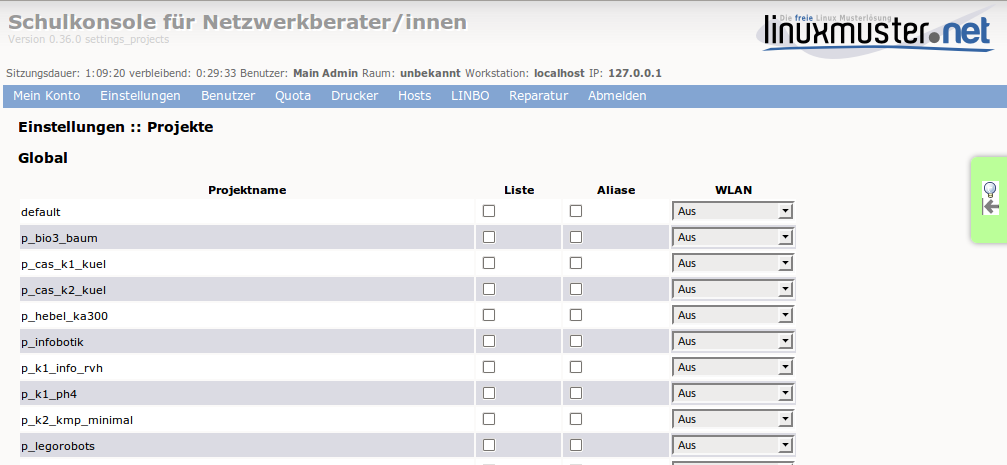 Schulkonsole für Netzwerkberater/innen
Version 0.36.0 settings_projects
Die freie Linux Musterlösung
linuxmuster.net
Sitzungsdauer: 1:09:20 verbleibend: 0:29:33 Benutzer: Main Admin Raum: unbekannt Workstation: localhost IP: 127.0.0.1
Mein Konto Einstellungen Benutzer Quota Drucker Hosts LINBO Reparatur Abmelden
Einstellungen :: Projekte
Global
Projektname Liste Aliase WLAN
default Aus
p_bio3_baum Aus
p_cas_k1_kuel Aus
p_cas_k2_kuel Aus
p_hebel_ka300 Aus
p_infobotik Aus
p_k1_info_rvh Aus
p_k1_ph4 Aus
p_k2_kmp_minimal Aus
p_legorobots Aus